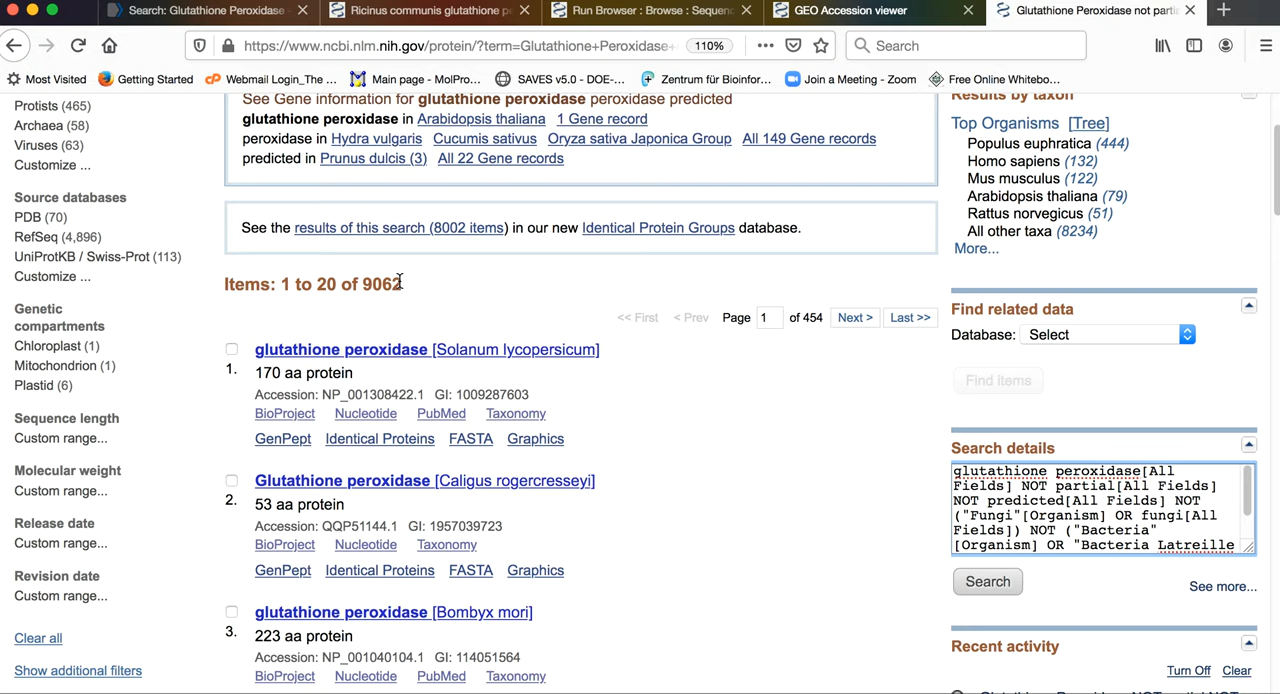 Search: Glutathione Peroxidase
Ricinus communis glutathione p
Run Browser : Browse : Sequen
GEO Accession viewer
Glutathione Peroxidase not parti
https://www.ncbi.nlm.nih.gov/protein/?term=Glutathione+Peroxidase+
110%
Search
Most Visited
Getting Started
Webmail Login_The ...
Main page - MolPro...
SAVES v5.0 - DOE-...
Zentrum für Bioinfor...
Join a Meeting - Zoom
Free Online Whitebo...
Protists (465)
Archaea (58)
Viruses (63)
Customize ...
Source databases
PDB (70)
RefSeq (4,896)
UniProtKB / Swiss-Prot (113)
Customize ...
Genetic
compartments
Chloroplast (1)
Mitochondrion (1)
Plastid (6)
Sequence length
Custom range...
Molecular weight
Custom range...
Release date
Custom range...
Revision date
Custom range...
Clear all
Show additional filters
See Gene information for glutathione peroxidase peroxidase predicted
glutathione peroxidase in Arabidopsis thaliana 1 Gene record
peroxidase in Hydra vulgaris Cucumis sativus Oryza sativa Japonica Group All 149 Gene records
predicted in Prunus dulcis (3) All 22 Gene records
See the results of this search (8002 items) in our new Identical Protein Groups database.
Items: 1 to 20 of 9062
<< First < Prev Page 1 of 454 Next > Last >>
glutathione peroxidase [Solanum lycopersicum]
1. 170 aa protein
Accession: NP_001308422.1 GI: 1009287603
BioProject Nucleotide PubMed Taxonomy
GenPept Identical Proteins FASTA Graphics
Glutathione peroxidase [Caligus rogercresseyi]
2. 53 aa protein
Accession: QQP51144.1 GI: 1957039723
BioProject Nucleotide Taxonomy
GenPept Identical Proteins FASTA Graphics
glutathione peroxidase [Bombyx mori]
3. 223 aa protein
Accession: NP_001040104.1 GI: 114051564
BioProject Nucleotide PubMed Taxonomy
Results by taxon
Top Organisms [Tree]
Populus euphratica (444)
Homo sapiens (132)
Mus musculus (122)
Arabidopsis thaliana (79)
Rattus norvegicus (51)
All other taxa (8234)
More...
Find related data
Database: Select
Find items
Search details
glutathione peroxidase[All
Fields] NOT partial[All Fields]
NOT predicted[All Fields] NOT
("Fungi"[Organism] OR fungi[All
Fields]) NOT ("Bacteria"
[Organism] OR "Bacteria Latreille
Search
See more...
Recent activity
Turn Off Clear